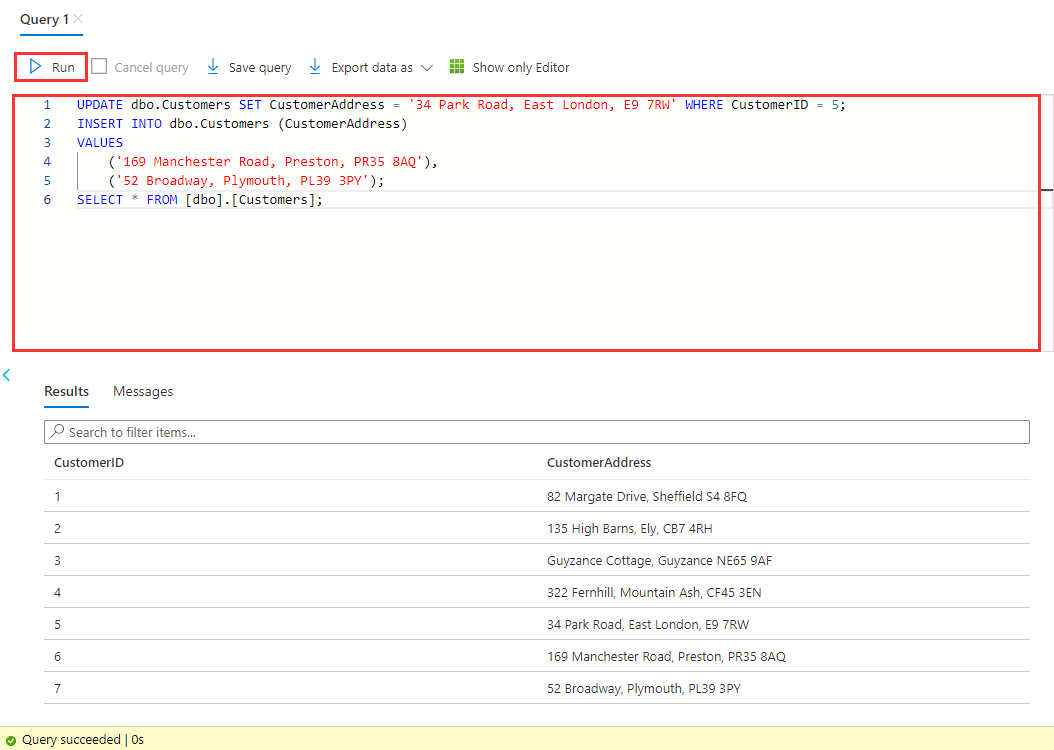 Query 1
Run Cancel query Save query Export data as Show only Editor
1 UPDATE dbo.Customers SET CustomerAddress = '34 Park Road, East London, E9 7RW' WHERE CustomerID = 5;
2 INSERT INTO dbo.Customers (CustomerAddress)
3 VALUES
4 ('169 Manchester Road, Preston, PR35 8AQ'),
5 ('52 Broadway, Plymouth, PL39 3PY');
6 SELECT * FROM [dbo].[Customers];
Results Messages
Search to filter items...
CustomerID CustomerAddress
1 82 Margate Drive, Sheffield S4 8FQ
2 135 High Barns, Ely, CB7 4RH
3 Guyzance Cottage, Guyzance NE65 9AF
4 322 Fernhill, Mountain Ash, CF45 3EN
5 34 Park Road, East London, E9 7RW
6 169 Manchester Road, Preston, PR35 8AQ
7 52 Broadway, Plymouth, PL39 3PY
Query succeeded | 0s